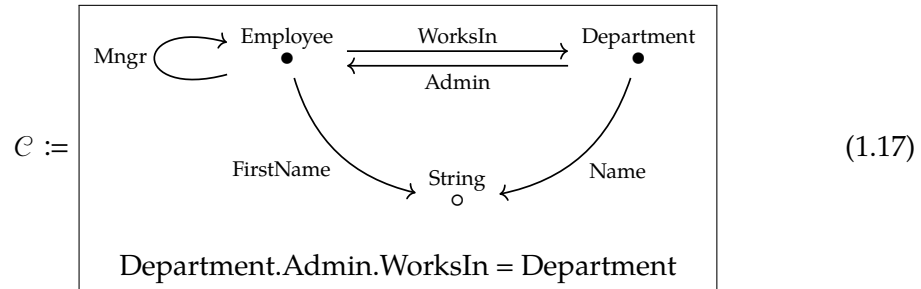 Employee WorksIn Department
Mngr
Admin
𝒞 := (1.17)
FirstName String Name
Department.Admin.WorksIn = Department